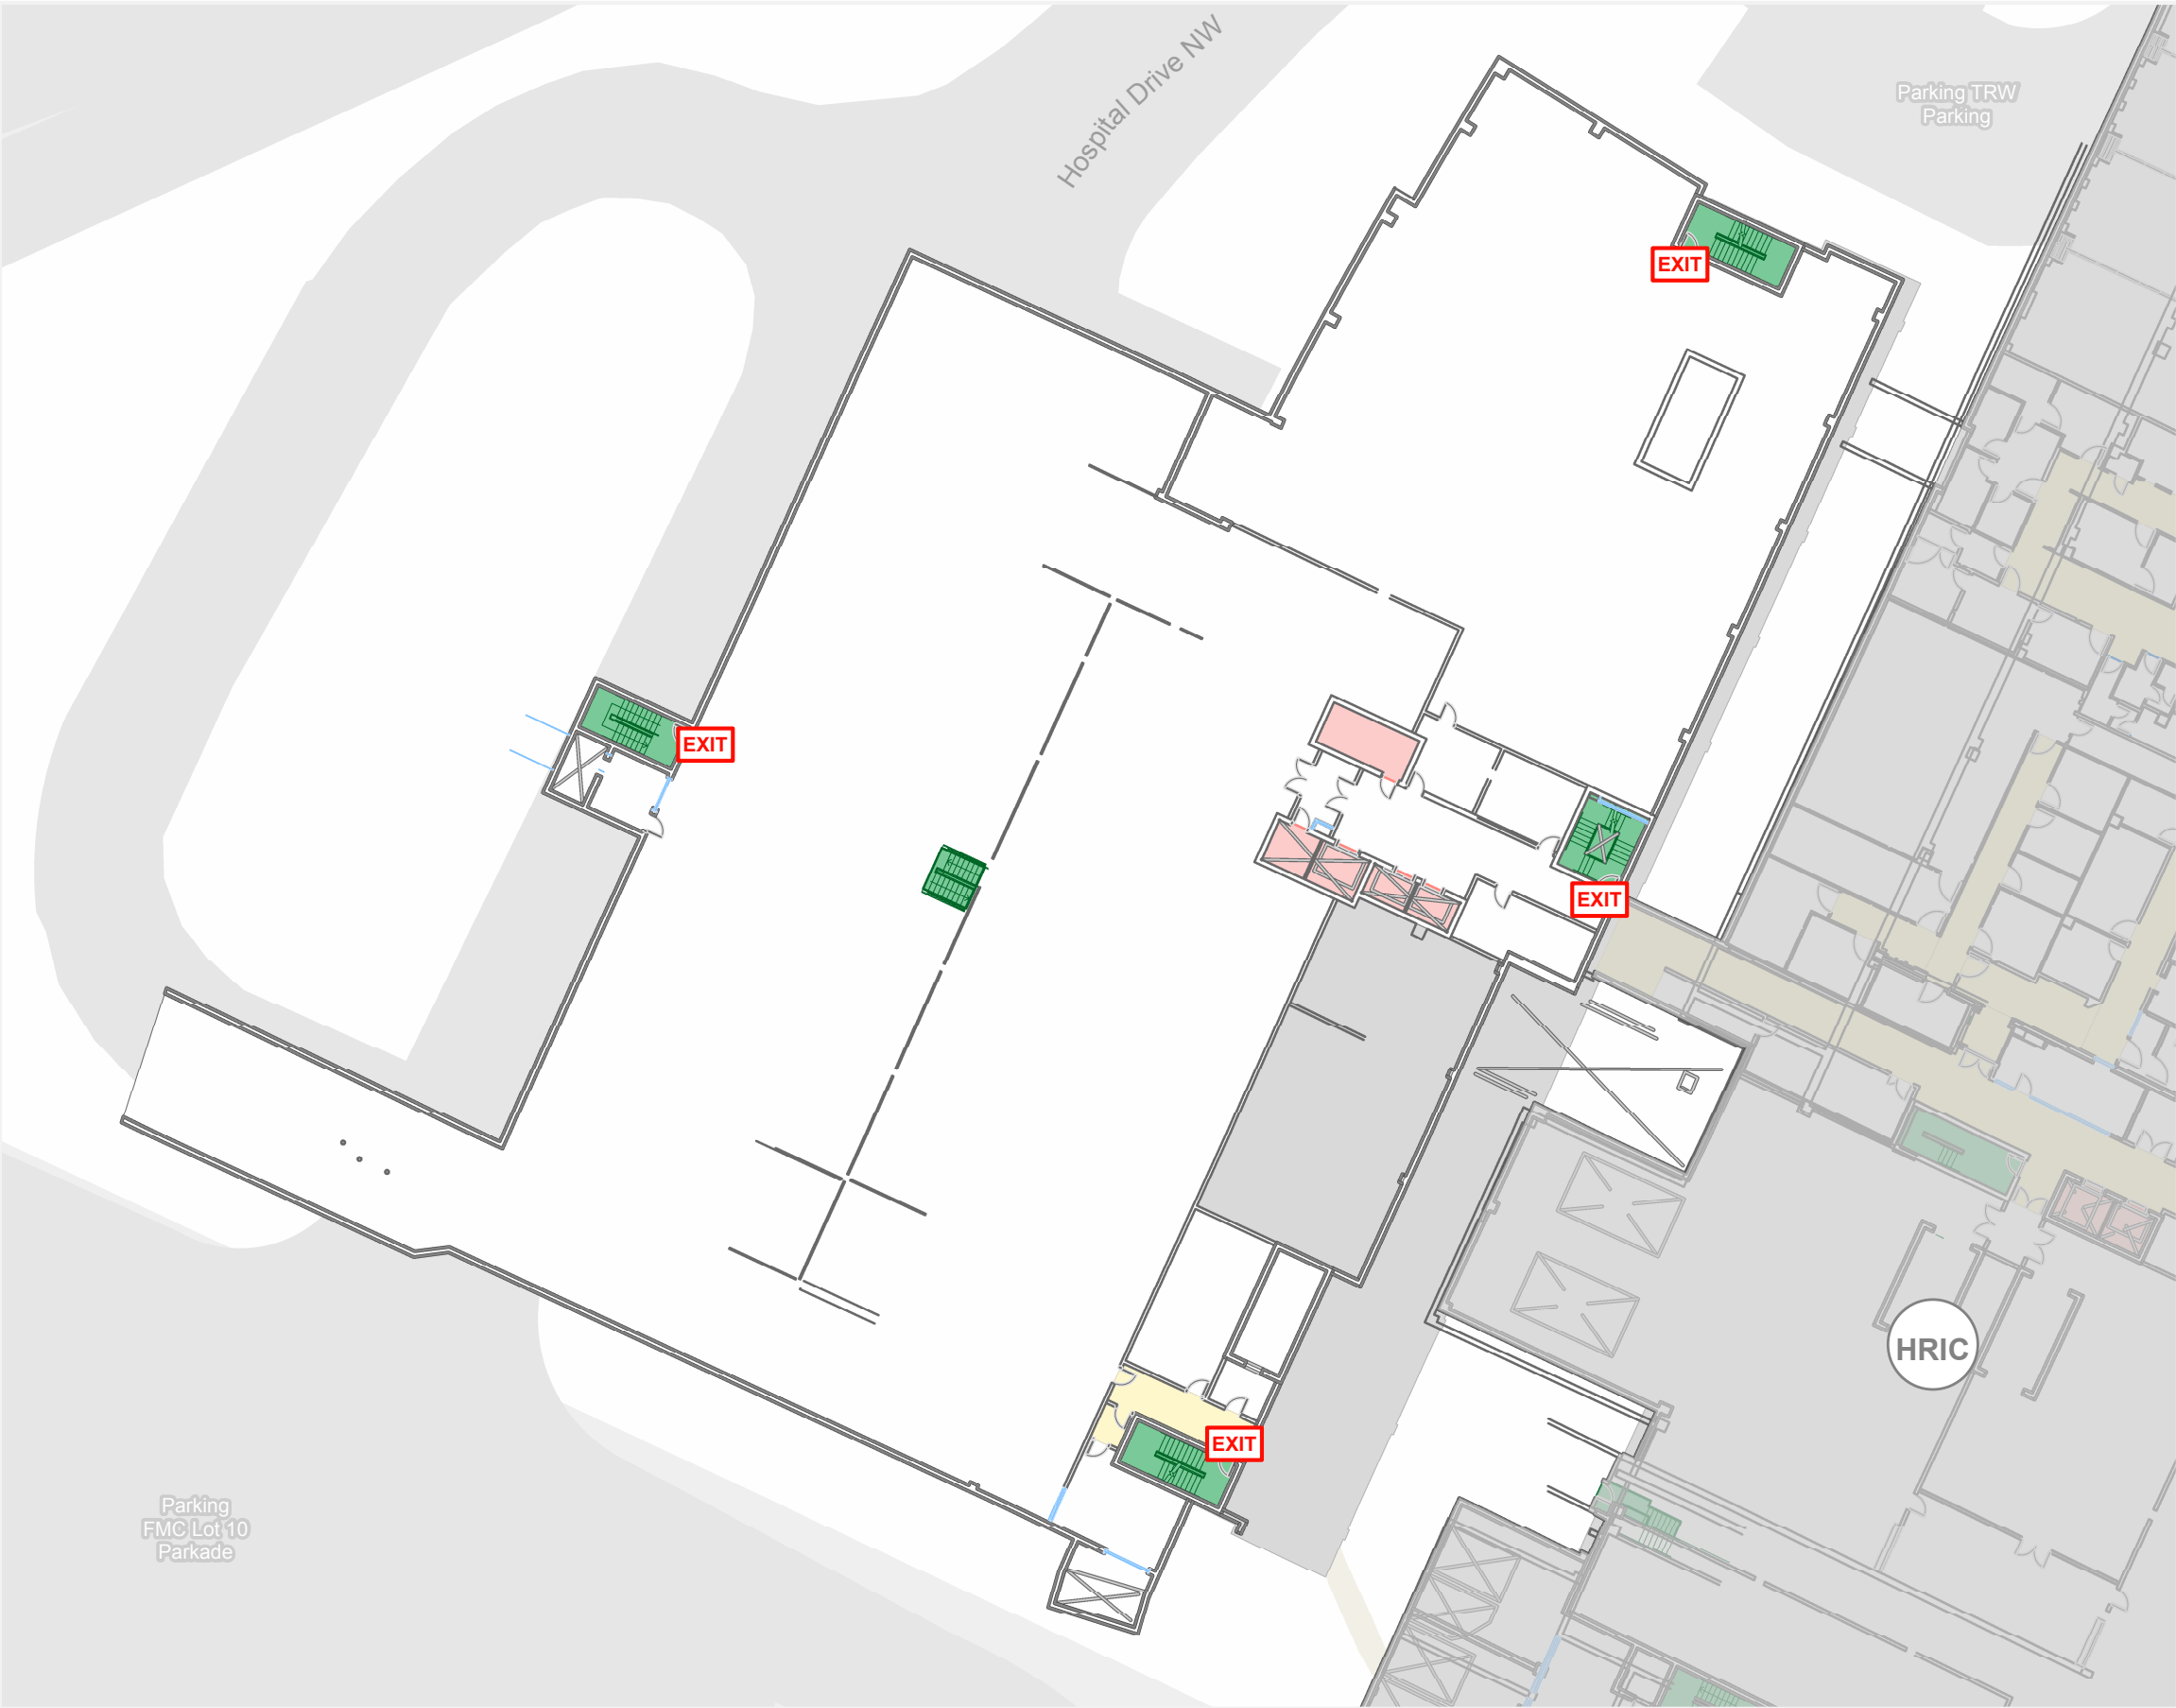 Hospital Drive NW
Parking TRW
Parking
EXIT
EXIT
EXIT
HRIC
EXIT
Parking
FMC Lot 10
Parkade